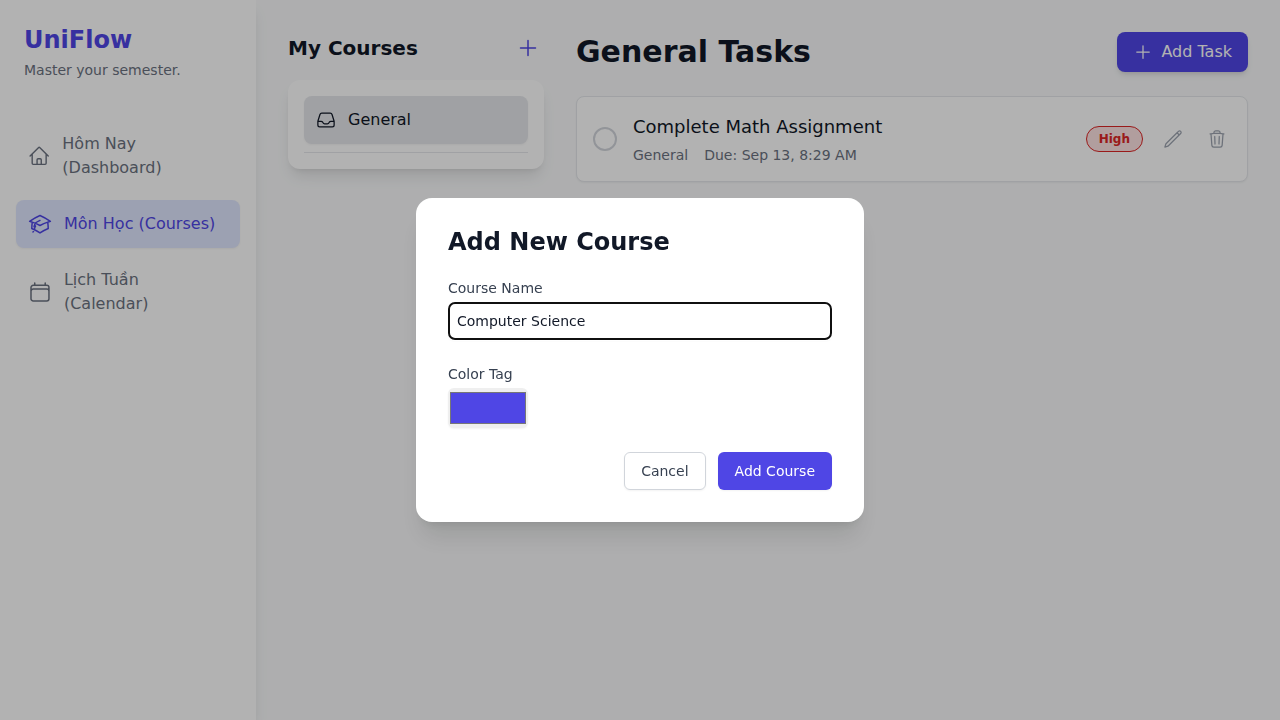 UniFlow
Master your semester.
Hôm Nay
(Dashboard)
Môn Học (Courses)
Lịch Tuần
(Calendar)
My Courses
General
General Tasks
Add Task
Complete Math Assignment
General Due: Sep 13, 8:29 AM
High
Add New Course
Course Name
Computer Science
Color Tag
Cancel
Add Course